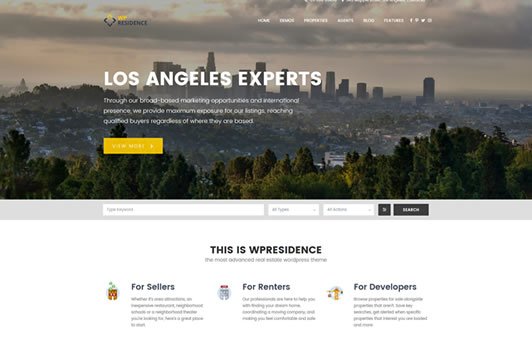 WP
RESIDENCE
HOME DEMOS PROPERTIES AGENTS BLOG FEATURES
LOS ANGELES EXPERTS
Through our broad-based marketing opportunities and international
presence, we provide maximum exposure for our listings, reaching
qualified buyers regardless of where they are based.
VIEW MORE
Type Keyword All Types All Actions SEARCH
THIS IS WPRESIDENCE
the most advanced real estate wordpress theme
For Sellers
Whether it's area attractions, an
inexpensive restaurant, neighborhood
schools or a neighborhood theater
you're looking for, here's a great place
to start.
For Renters
Our professionals are here to help you
with finding your dream home,
coordinating a moving company, and
making you feel comfortable and safe.
For Developers
Browse properties for sale alongside
properties that aren't. Save key
searches, get alerted when specific
properties that interest you are loaded
and more.